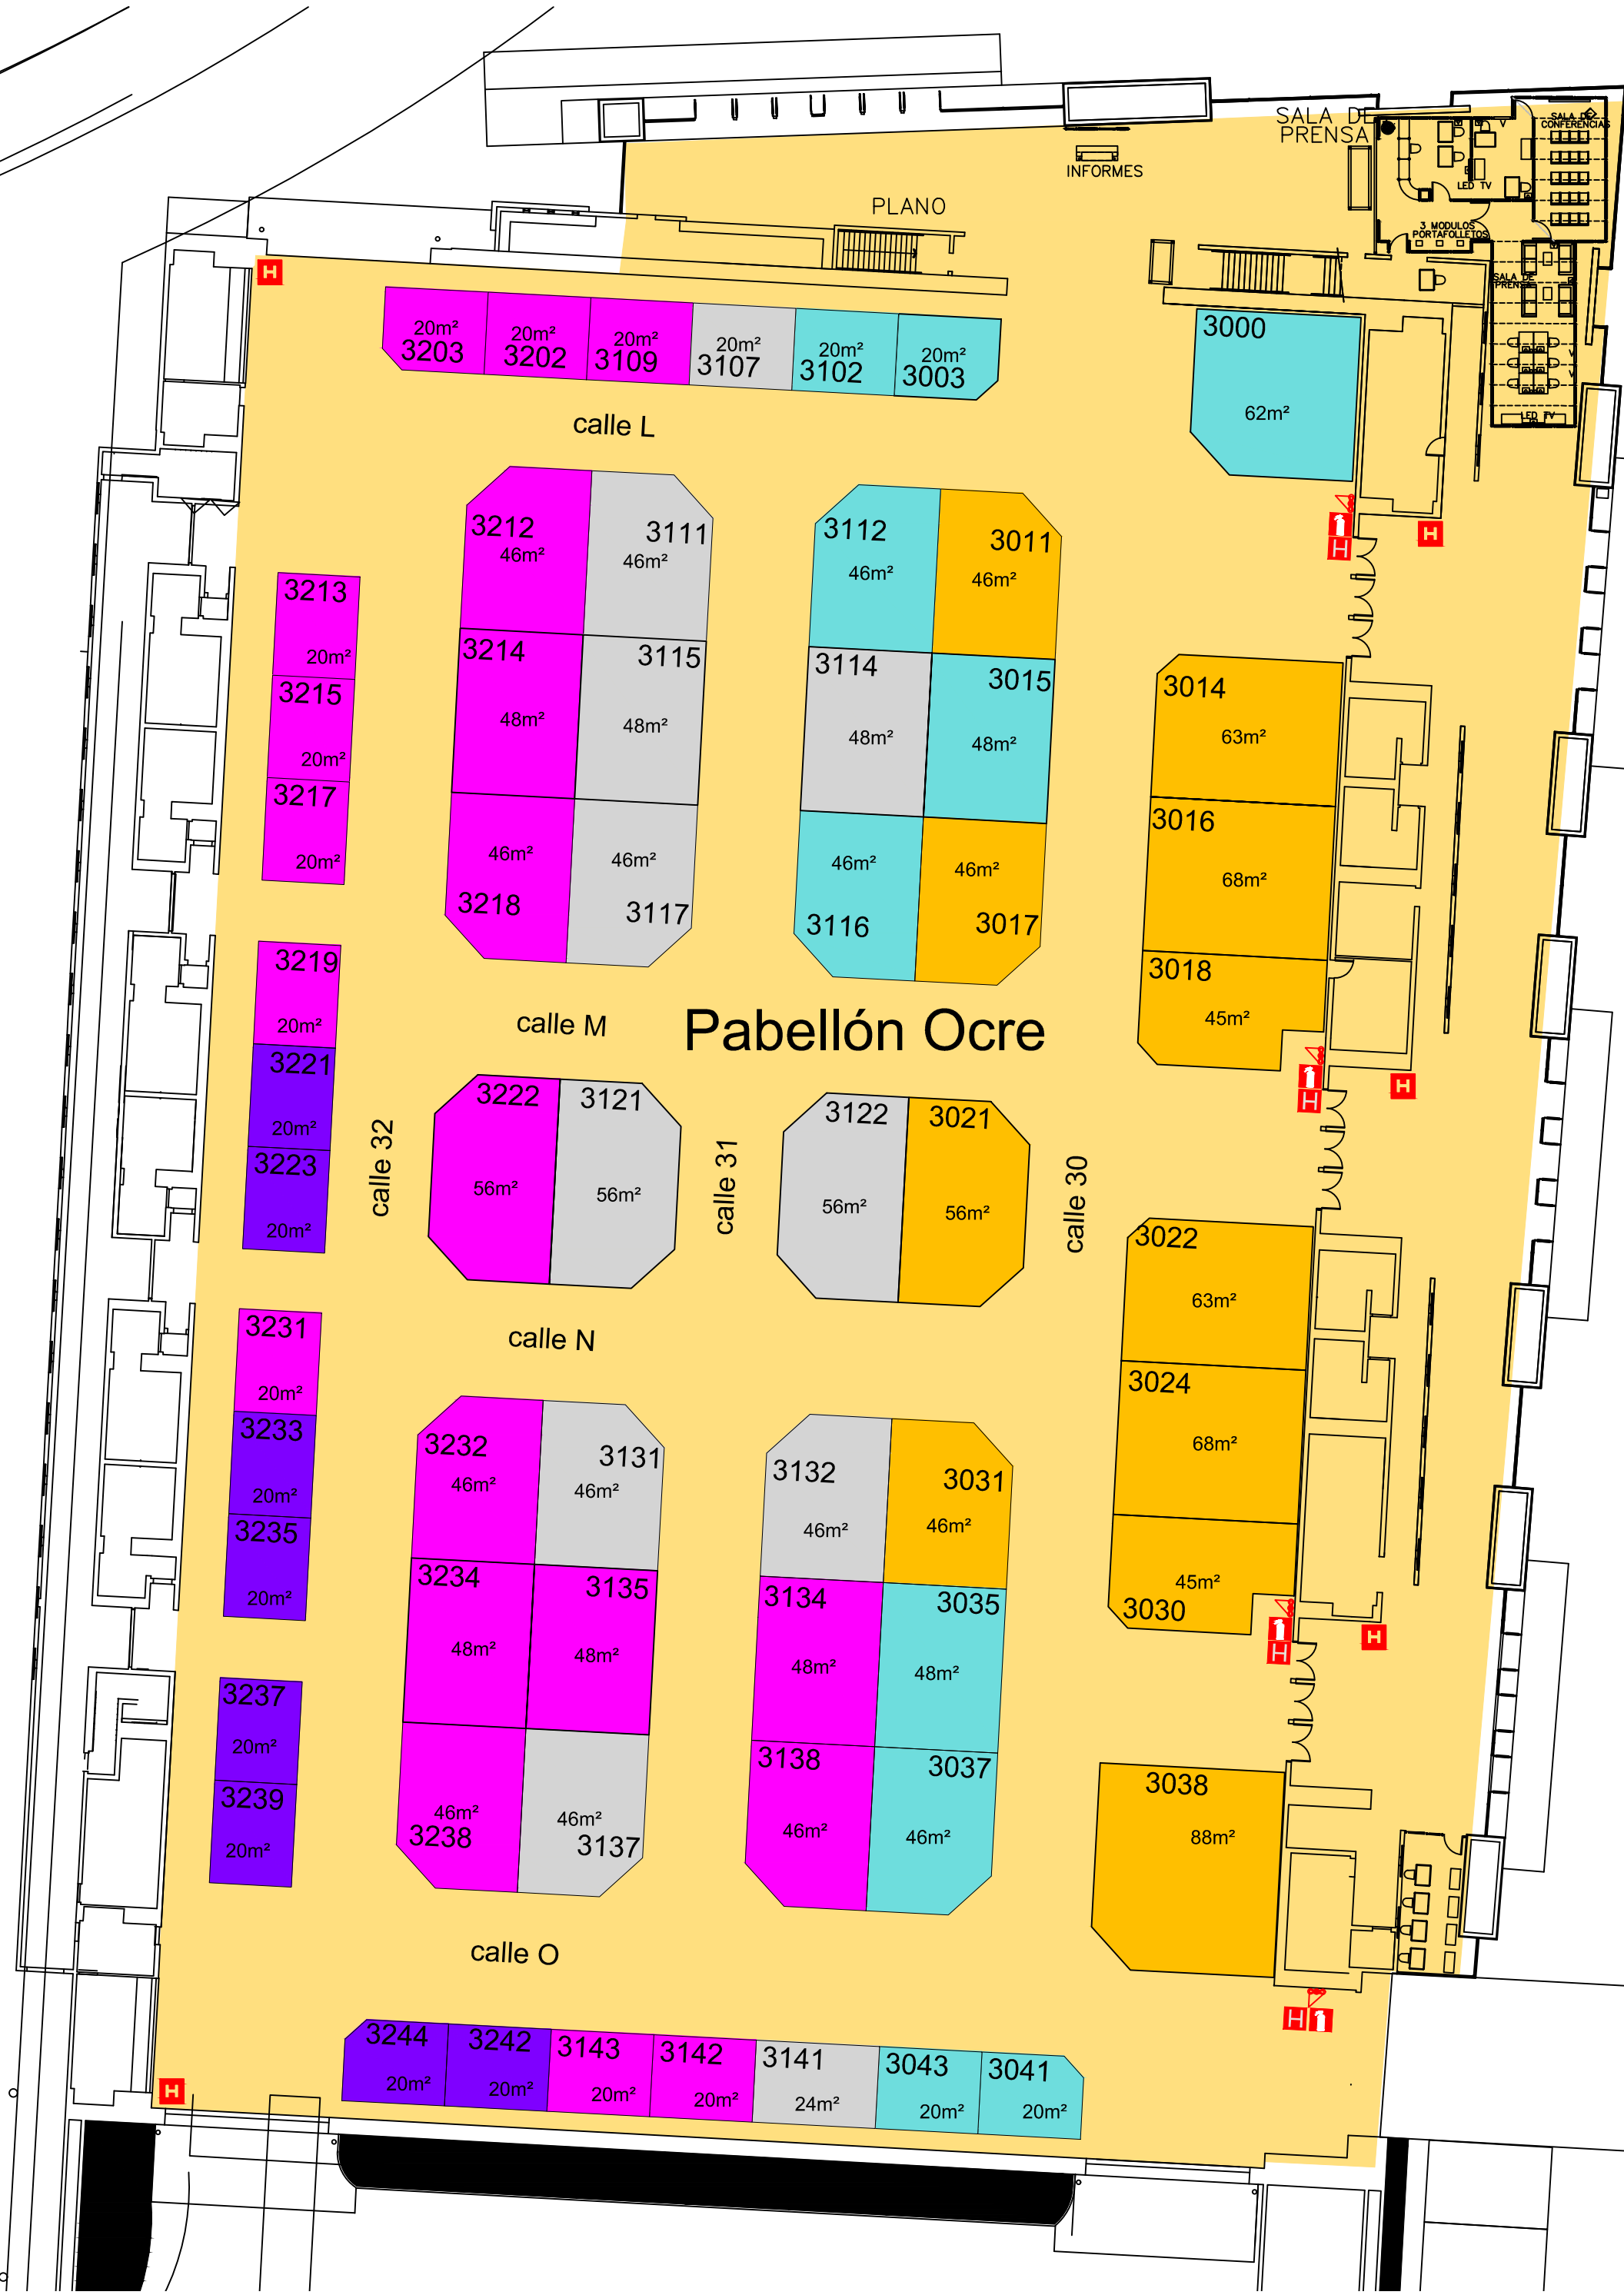 SALA DE
PRENSA
SALA DE
CONFERENCIAS
V
INFORMES
LED TV
PLANO
3 MODULOS
PORTAFOLLETOS
SALA DE
PRENSA
V
V
LED TV
H
20m²
3203
20m²
3202
20m²
3109
20m²
3107
20m²
3102
20m²
3003
3000
62m²
calle L
3212
46m²
3111
46m²
3112
46m²
3011
46m²
H
H
3213
20m²
3215
20m²
3217
20m²
3214
48m²
3115
48m²
3114
48m²
3015
48m²
3014
63m²
3016
68m²
3018
45m²
46m²
3218
46m²
3117
46m²
3116
46m²
3017
3219
20m²
3221
20m²
3223
20m²
calle M
Pabellón Ocre
H
H
calle 32
3222
56m²
3121
56m²
calle 31
3122
56m²
3021
56m²
calle 30
3022
63m²
3024
68m²
45m²
3030
calle N
3231
20m²
3233
20m²
3235
20m²
3232
46m²
3131
46m²
3132
46m²
3031
46m²
3234
48m²
3135
48m²
3134
48m²
3035
48m²
H
H
3237
20m²
3239
20m²
46m²
3238
46m²
3137
3138
46m²
3037
46m²
3038
88m²
calle O
H
3244
20m²
3242
20m²
3143
20m²
3142
20m²
3141
24m²
3043
20m²
3041
20m²
H